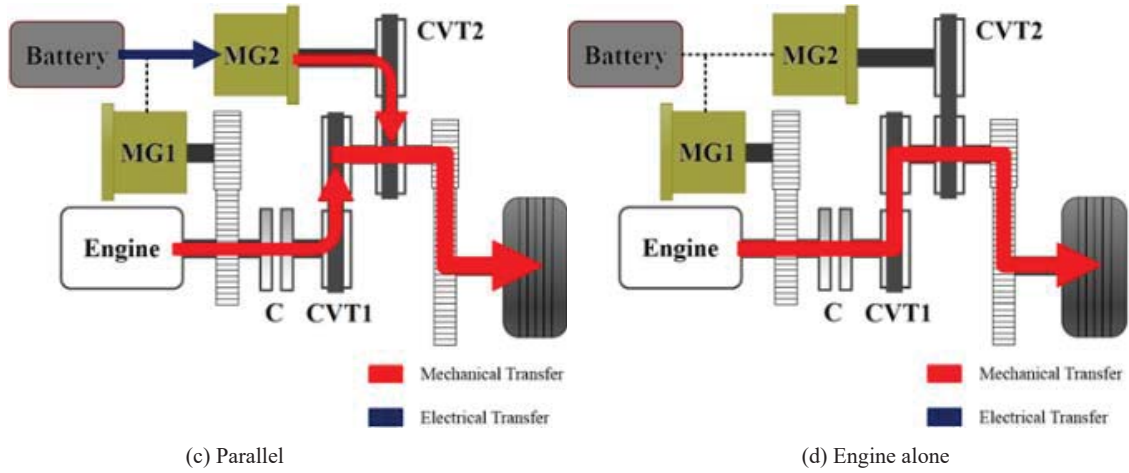 Battery
MG2
CVT2
MG1
Engine
C
CVT1
Mechanical Transfer
Electrical Transfer
(c) Parallel
Battery
MG2
CVT2
MG1
Engine
C
CVT1
Mechanical Transfer
Electrical Transfer
(d) Engine alone